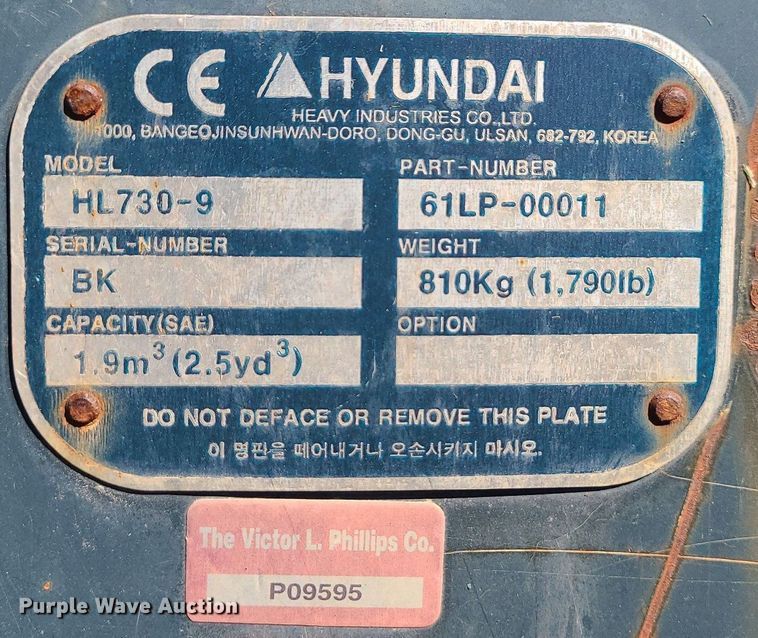 CE HYUNDAI
HEAVY INDUSTRIES CO.,LTD.
1000, BANGEOJINSUNHWAN-DORO, DONG-GU, ULSAN, 682-792, KOREA
MODEL PART-NUMBER
HL730-9 61LP-00011
SERIAL-NUMBER WEIGHT
BK 810Kg (1,790lb)
CAPACITY(SAE) OPTION
1.9m³(2.5yd³)
DO NOT DEFACE OR REMOVE THIS PLATE
이 명판을 떼어내거나 오손시키지 마시오.
The Victor L. Phillips Co.
P09595
Purple Wave Auction